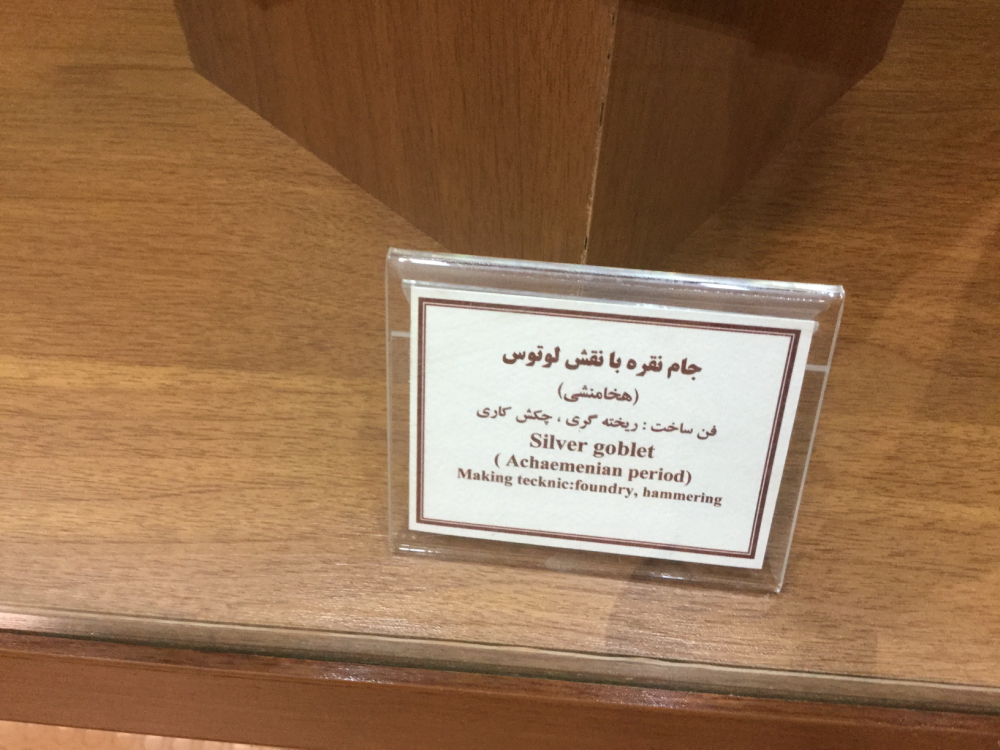 جام نقره با نقش لوتوس
(هخامنشی)
فن ساخت : ریخته گری ، چکش کاری
Silver goblet
( Achaemenian period)
Making tecknic:foundry, hammering